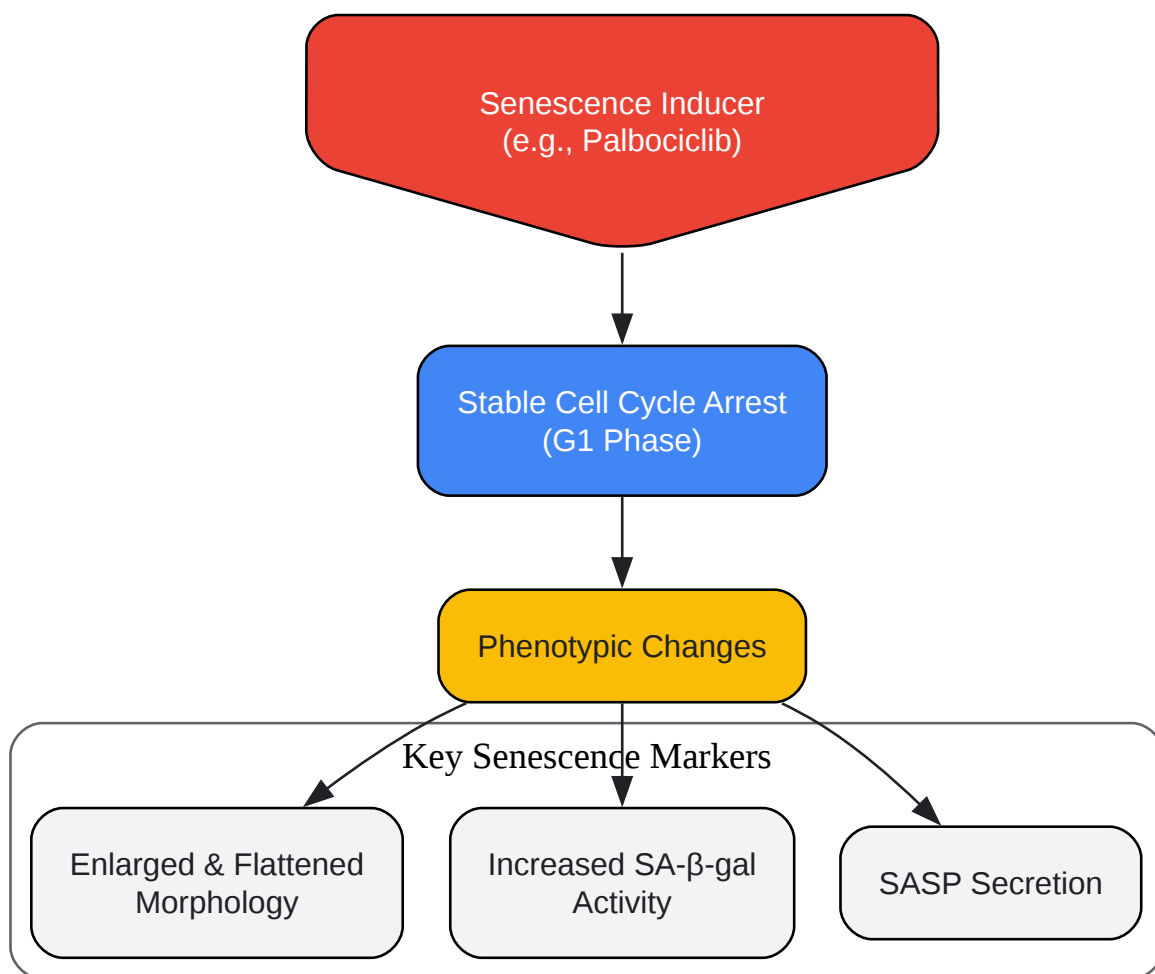 Senescence Inducer
(e.g., Palbociclib)
Stable Cell Cycle Arrest
(G1 Phase)
Phenotypic Changes
Key Senescence Markers
Enlarged & Flattened
Morphology
Increased SA-β-gal
Activity
SASP Secretion